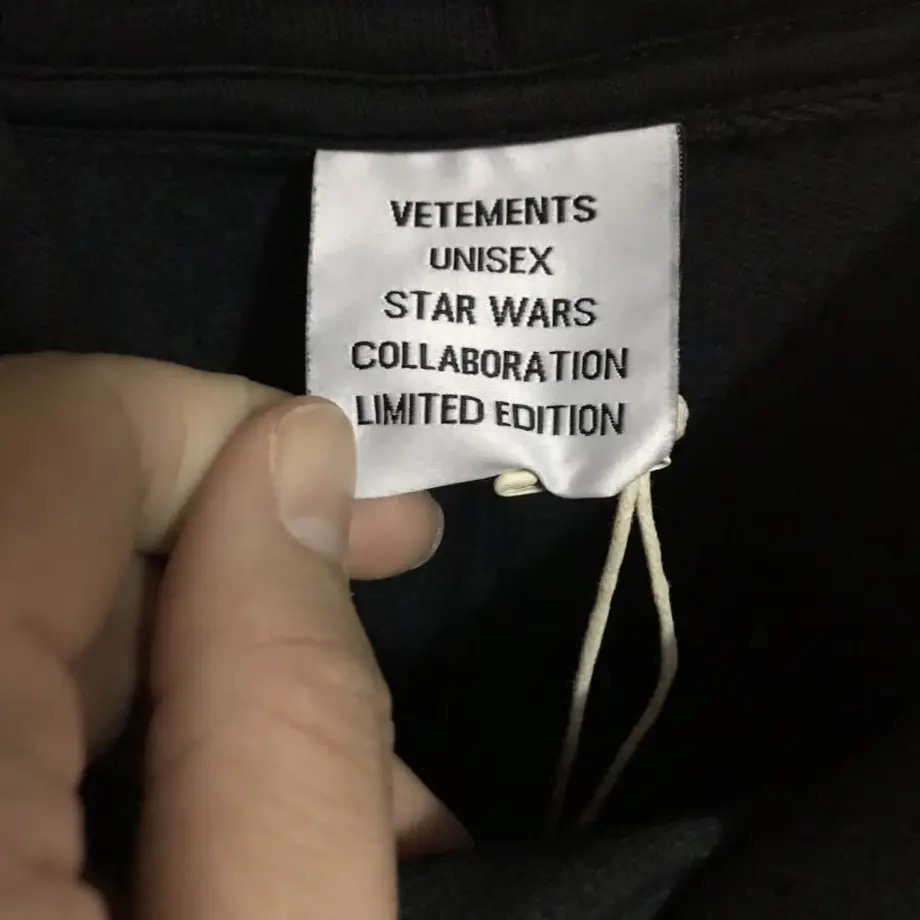 VETEMENTS
UNISEX
STAR WARS
COLLABORATION
LIMITED EDITION